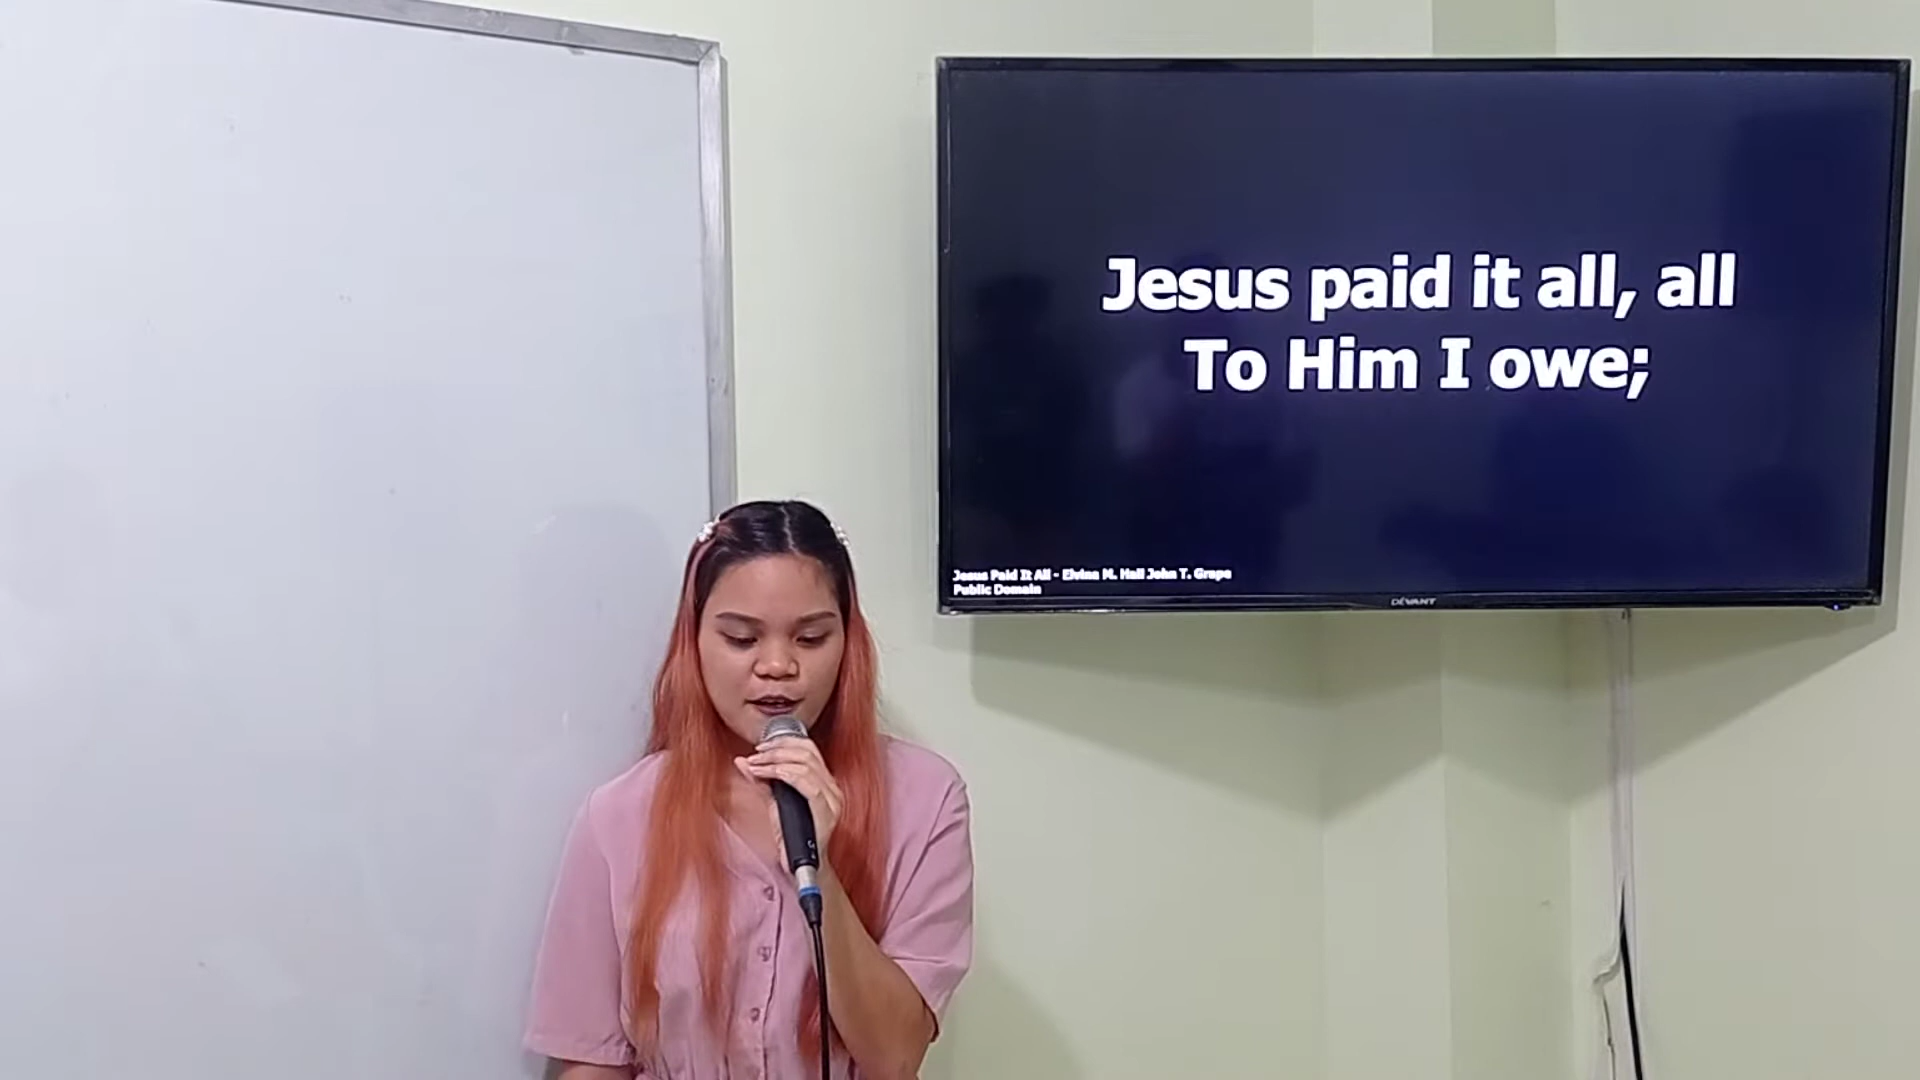 Jesus paid it all, all
To Him I owe;
Jesus Paid It All - Elvina M. Hall John T. Grape
Public Domain
DEVANT